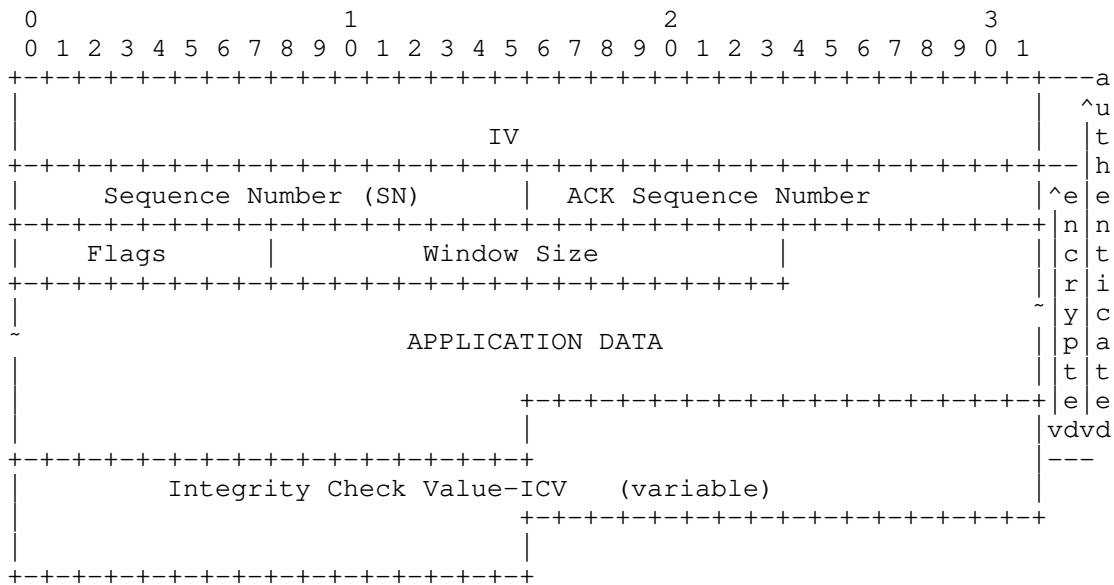 0                   1                   2                   3
 0 1 2 3 4 5 6 7 8 9 0 1 2 3 4 5 6 7 8 9 0 1 2 3 4 5 6 7 8 9 0 1
+-+-+-+-+-+-+-+-+-+-+-+-+-+-+-+-+-+-+-+-+-+-+-+-+-+-+-+-+-+-+-+-+---a
|                                                               |  ^u
|                             IV                                |  |t
+-+-+-+-+-+-+-+-+-+-+-+-+-+-+-+-+-+-+-+-+-+-+-+-+-+-+-+-+-+-+-+-+--|h
|     Sequence Number (SN)      |  ACK Sequence Number          |^e|e
+-+-+-+-+-+-+-+-+-+-+-+-+-+-+-+-+-+-+-+-+-+-+-+-+-+-+-+-+-+-+-+-+|n|n
|    Flags      |         Window Size           |               ||c|t
+-+-+-+-+-+-+-+-+-+-+-+-+-+-+-+-+-+-+-+-+-+-+-+-+               ||r|i
|                                                               ~|y|c
~                        APPLICATION DATA                       ||p|a
|                                                               ||t|t
|                               +-+-+-+-+-+-+-+-+-+-+-+-+-+-+-+-+|e|e
|                               |                               |vdvd
+-+-+-+-+-+-+-+-+-+-+-+-+-+-+-+-+                               |---
|         Integrity Check Value-ICV   (variable)                |
|                               +-+-+-+-+-+-+-+-+-+-+-+-+-+-+-+-+
|                               |
+-+-+-+-+-+-+-+-+-+-+-+-+-+-+-+-+